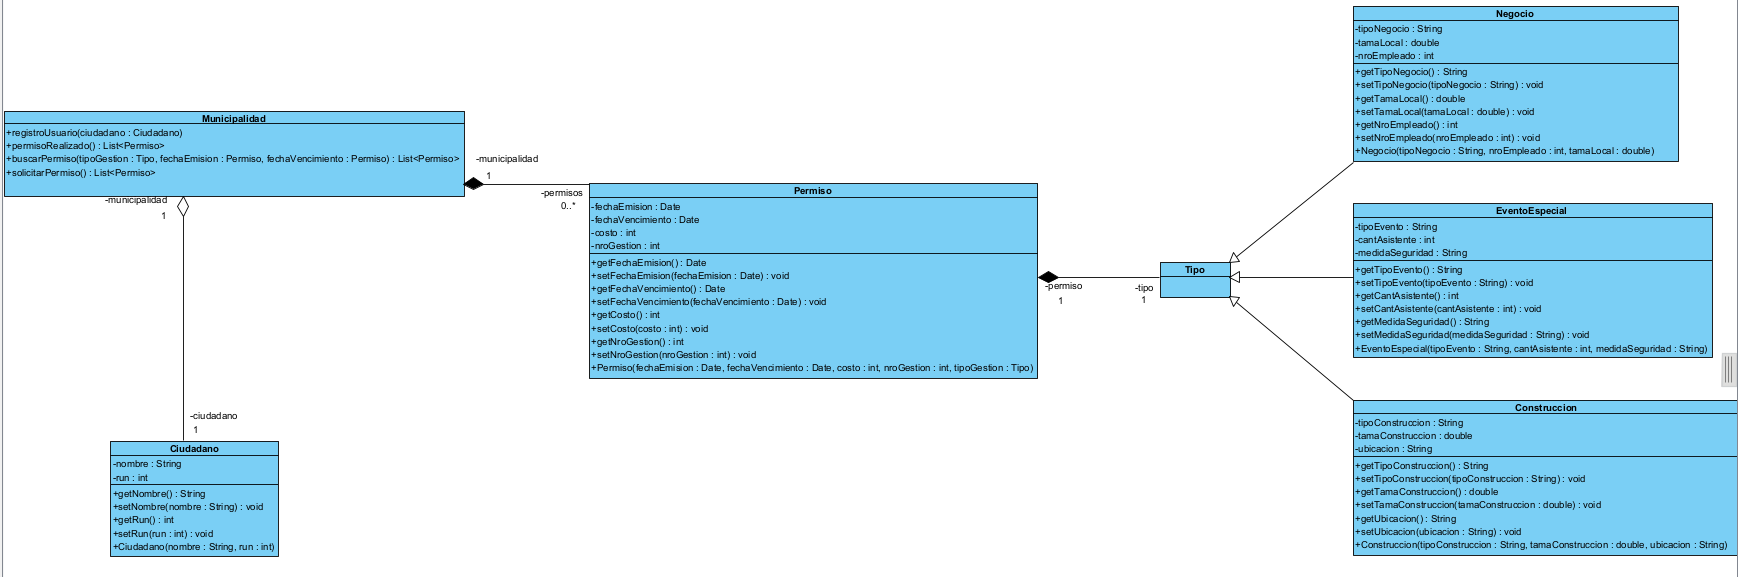 Municipalidad
+registroUsuario(ciudadano : Ciudadano)
+permisoRealizado() : List<Permiso>
+buscarPermiso(tipoGestion : Tipo, fechaEmision : Permiso, fechaVencimiento : Permiso) : List<Permiso>
+solicitarPermiso() : List<Permiso>
-municipalidad
1
-permisos
0..*
-municipalidad
1
-ciudadano
1
Ciudadano
-nombre : String
-run : int
+getNombre() : String
+setNombre(nombre : String) : void
+getRun() : int
+setRun(run : int) : void
+Ciudadano(nombre : String, run : int)
Permiso
-fechaEmision : Date
-fechaVencimiento : Date
-costo : int
-nroGestion : int
+getFechaEmision() : Date
+setFechaEmision(fechaEmision : Date) : void
+getFechaVencimiento() : Date
+setFechaVencimiento(fechaVencimiento : Date) : void
+getCosto() : int
+setCosto(costo : int) : void
+getNroGestion() : int
+setNroGestion(nroGestion : int) : void
+Permiso(fechaEmision : Date, fechaVencimiento : Date, costo : int, nroGestion : int, tipoGestion : Tipo)
-permiso
1
-tipo
1
Tipo
Negocio
-tipoNegocio : String
-tamaLocal : double
-nroEmpleado : int
+getTipoNegocio() : String
+setTipoNegocio(tipoNegocio : String) : void
+getTamaLocal() : double
+setTamaLocal(tamaLocal : double) : void
+getNroEmpleado() : int
+setNroEmpleado(nroEmpleado : int) : void
+Negocio(tipoNegocio : String, nroEmpleado : int, tamaLocal : double)
EventoEspecial
-tipoEvento : String
-cantAsistente : int
-medidaSeguridad : String
+getTipoEvento() : String
+setTipoEvento(tipoEvento : String) : void
+getCantAsistente() : int
+setCantAsistente(cantAsistente : int) : void
+getMedidaSeguridad() : String
+setMedidaSeguridad(medidaSeguridad : String) : void
+EventoEspecial(tipoEvento : String, cantAsistente : int, medidaSeguridad : String)
Construccion
-tipoConstruccion : String
-tamaConstruccion : double
-ubicacion : String
+getTipoConstruccion() : String
+setTipoConstruccion(tipoConstruccion : String) : void
+getTamaConstruccion() : double
+setTamaConstruccion(tamaConstruccion : double) : void
+getUbicacion() : String
+setUbicacion(ubicacion : String) : void
+Construccion(tipoConstruccion : String, tamaConstruccion : double, ubicacion : String)